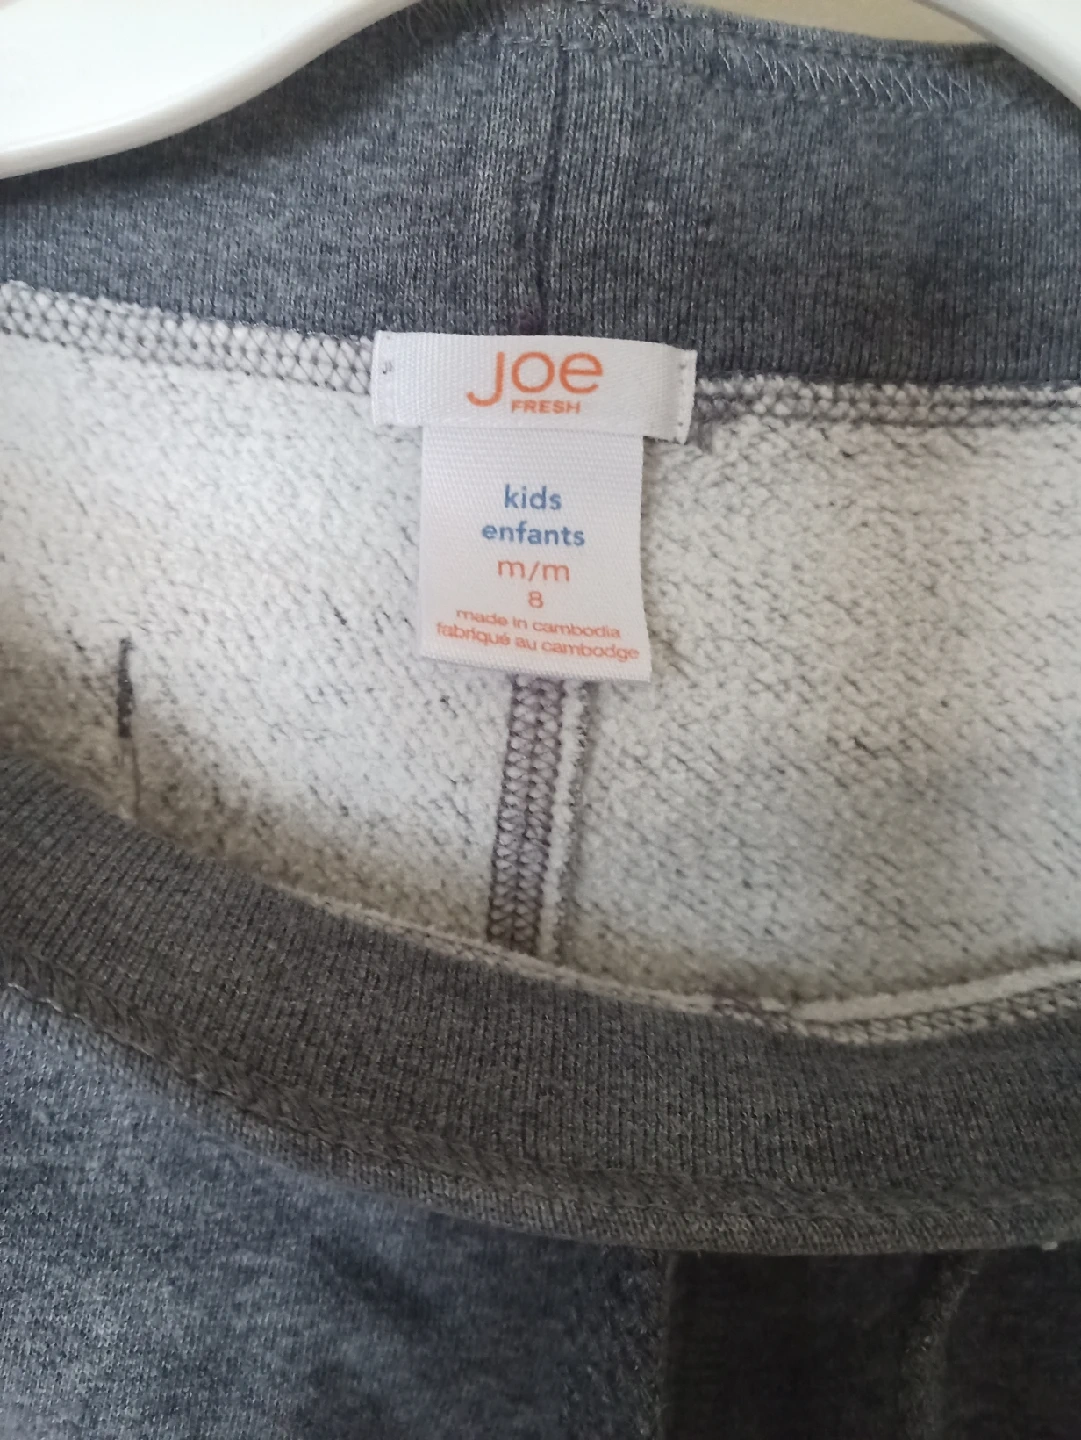 joe
FRESH
kids
enfants
m/m
8
made in cambodia
fabriqué au cambodge